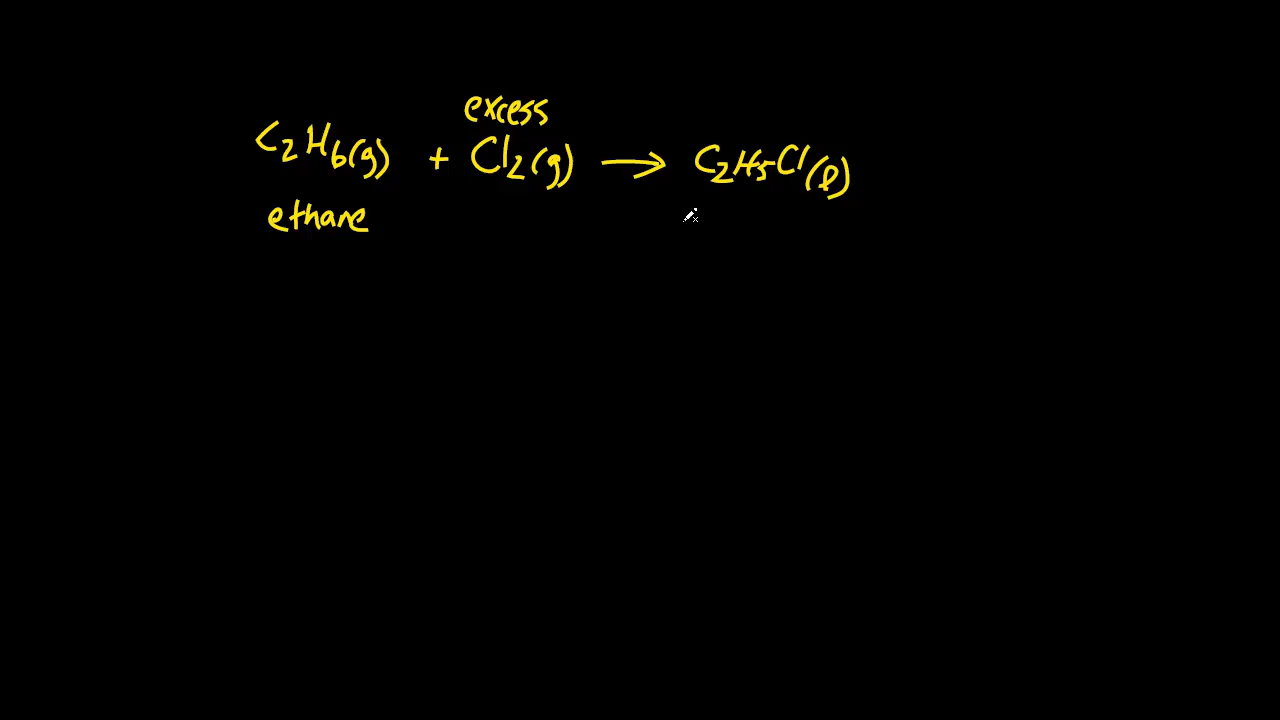 excess
C₂H₆(g) + Cl₂(g) → C₂H₅Cl(l)
ethane